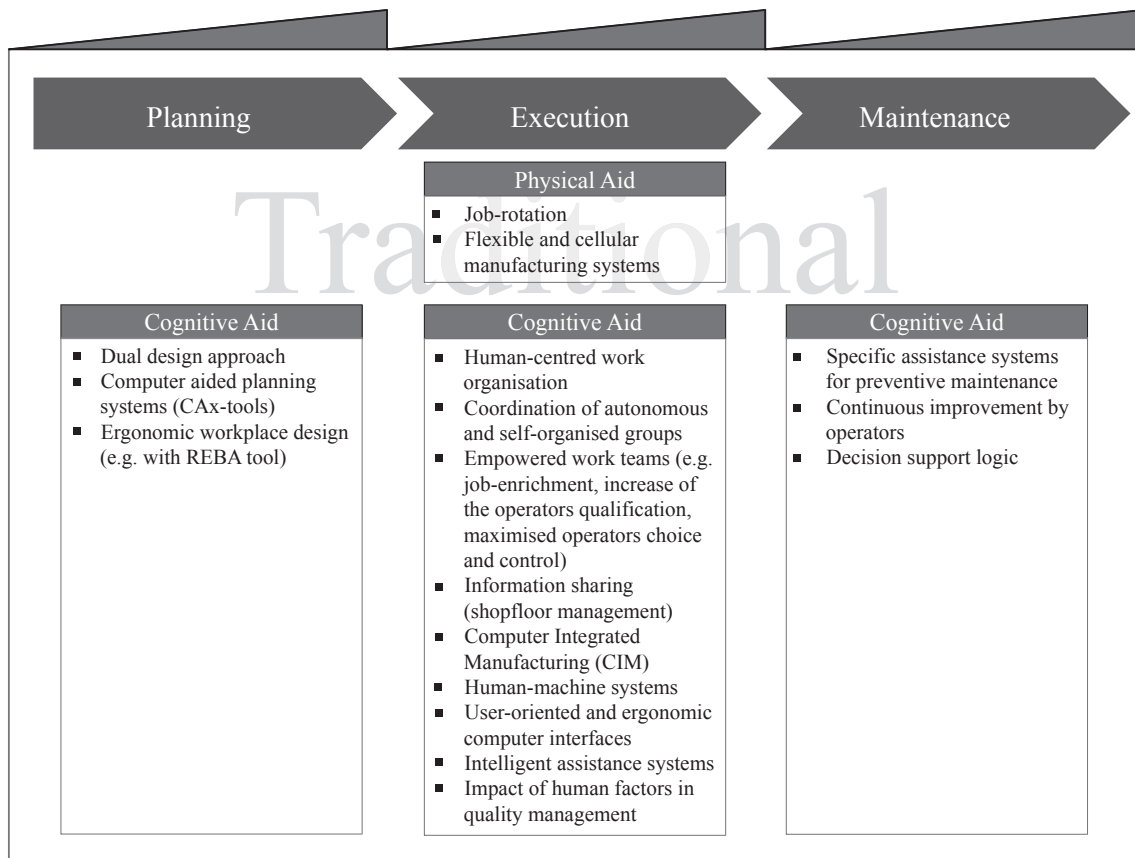 Planning
Execution
Maintenance
Traditional
Physical Aid
▪ Job-rotation
▪ Flexible and cellular
manufacturing systems
Cognitive Aid
▪ Dual design approach
▪ Computer aided planning
systems (CAx-tools)
▪ Ergonomic workplace design
(e.g. with REBA tool)
Cognitive Aid
▪ Human-centred work
organisation
▪ Coordination of autonomous
and self-organised groups
▪ Empowered work teams (e.g.
job-enrichment, increase of
the operators qualification,
maximised operators choice
and control)
▪ Information sharing
(shopfloor management)
▪ Computer Integrated
Manufacturing (CIM)
▪ Human-machine systems
▪ User-oriented and ergonomic
computer interfaces
▪ Intelligent assistance systems
▪ Impact of human factors in
quality management
Cognitive Aid
▪ Specific assistance systems
for preventive maintenance
▪ Continuous improvement by
operators
▪ Decision support logic